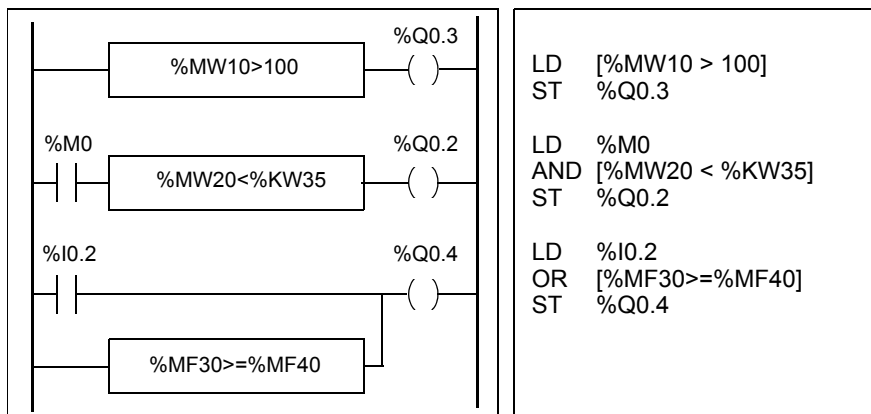 %Q0.3
%MW10>100
%M0
%Q0.2
%MW20<%KW35
%I0.2
%Q0.4
%MF30>=%MF40
LD [%MW10 > 100]
ST %Q0.3
LD %M0
AND [%MW20 < %KW35]
ST %Q0.2
LD %I0.2
OR [%MF30>=%MF40]
ST %Q0.4